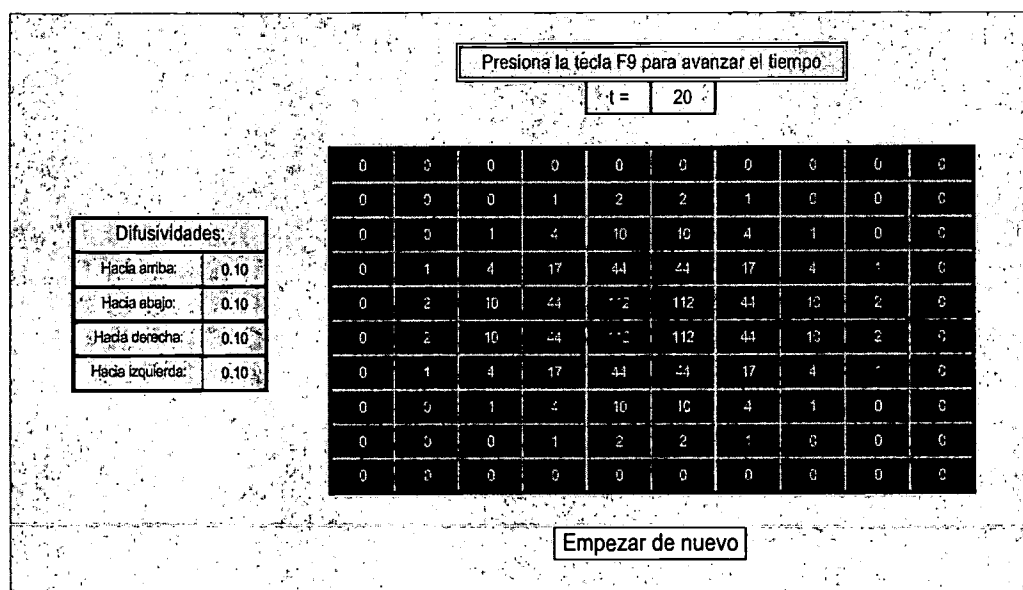 Presiona la tecla F9 para avanzar el tiempo
t = 20
0 0 0 0 0 0 0 0 0 0
0 0 0 1 2 2 1 0 0 0
Difusividades:
0 0 1 4 10 10 4 1 0 0
Hacia arriba: 0.10
0 1 4 17 44 44 17 4 1 0
Hacia abajo: 0.10
0 2 10 44 112 112 44 10 2 0
Hacia derecha: 0.10
0 2 10 44 112 112 44 10 2 0
Hacia izquierda: 0.10
0 1 4 17 44 44 17 4 1 0
0 0 1 4 10 10 4 1 0 0
0 0 0 1 2 2 1 0 0 0
0 0 0 0 0 0 0 0 0 0
Empezar de nuevo